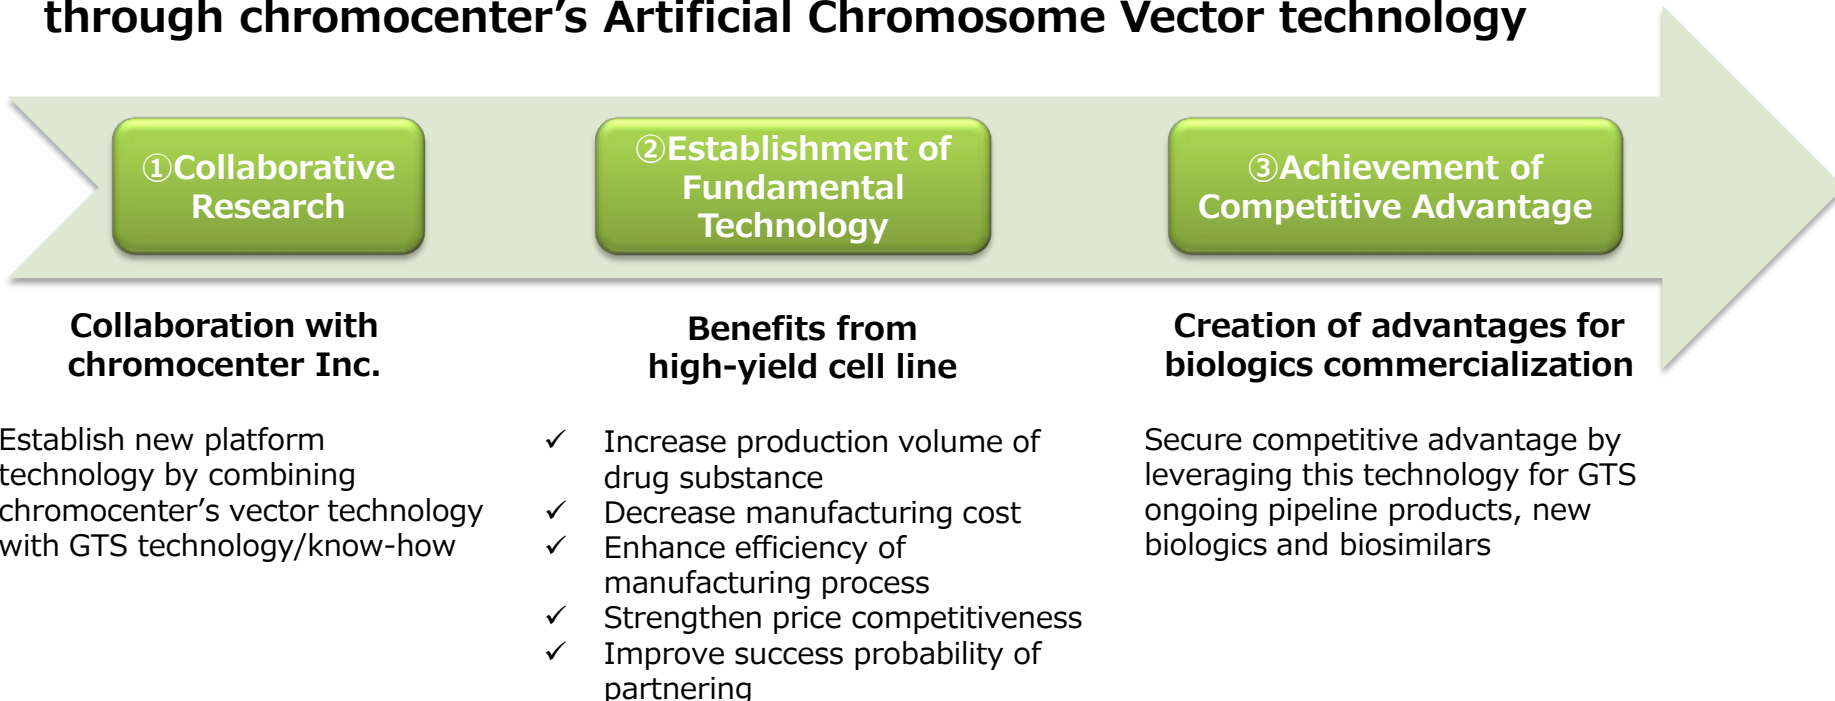 through chromocenter’s Artificial Chromosome Vector technology
①Collaborative
Research
②Establishment of
Fundamental
Technology
③Achievement of
Competitive Advantage
Collaboration with
chromocenter Inc.
Establish new platform
technology by combining
chromocenter’s vector technology
with GTS technology/know-how
Benefits from
high-yield cell line
✓ Increase production volume of
drug substance
✓ Decrease manufacturing cost
✓ Enhance efficiency of
manufacturing process
✓ Strengthen price competitiveness
✓ Improve success probability of
partnering
Creation of advantages for
biologics commercialization
Secure competitive advantage by
leveraging this technology for GTS
ongoing pipeline products, new
biologics and biosimilars